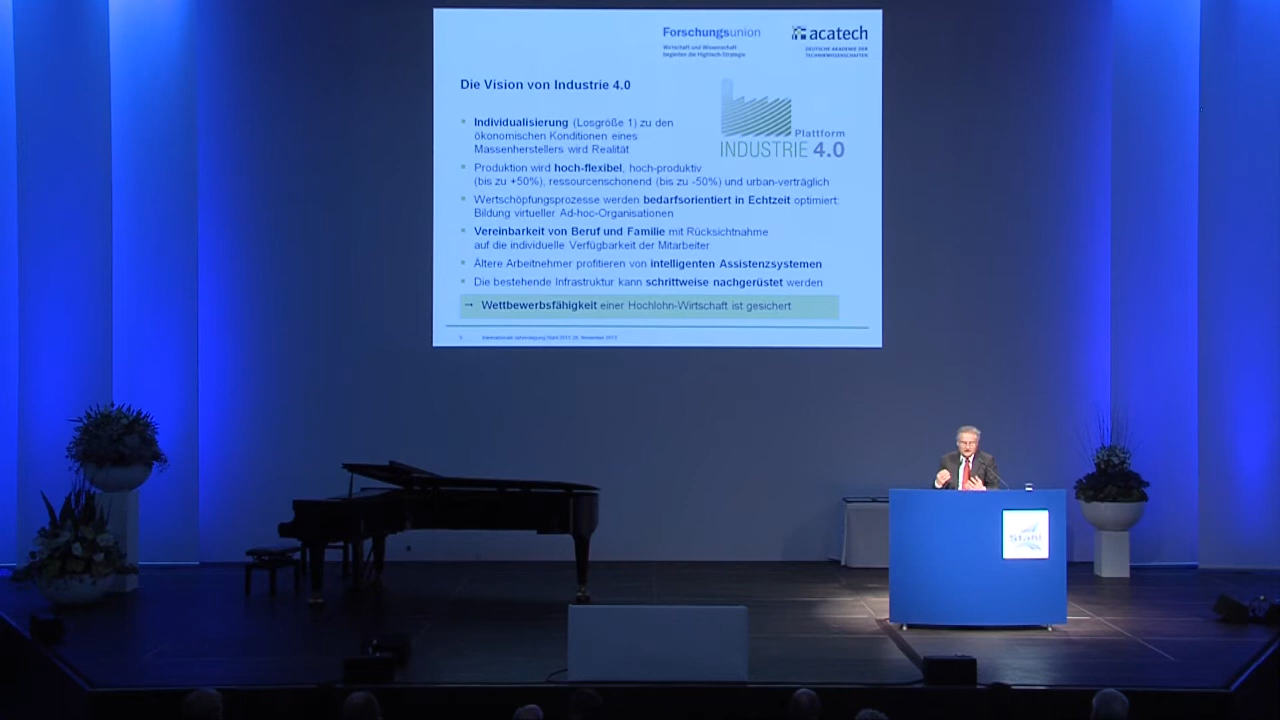 Forschungsunion
Wirtschaft und Wissenschaft
begleiten die Hightech-Strategie
acatech
DEUTSCHE AKADEMIE DER
TECHNIKWISSENSCHAFTEN
Die Vision von Industrie 4.0
Plattform
INDUSTRIE 4.0
Individualisierung (Losgröße 1) zu den
ökonomischen Konditionen eines
Massenherstellers wird Realität
Produktion wird hoch-flexibel, hoch-produktiv
(bis zu +50%), ressourcenschonend (bis zu -50%) und urban-verträglich
Wertschöpfungsprozesse werden bedarfsorientiert in Echtzeit optimiert:
Bildung virtueller Ad-hoc-Organisationen
Vereinbarkeit von Beruf und Familie mit Rücksichtnahme
auf die individuelle Verfügbarkeit der Mitarbeiter
Ältere Arbeitnehmer profitieren von intelligenten Assistenzsystemen
Die bestehende Infrastruktur kann schrittweise nachgerüstet werden
→ Wettbewerbsfähigkeit einer Hochlohn-Wirtschaft ist gesichert
Stahl